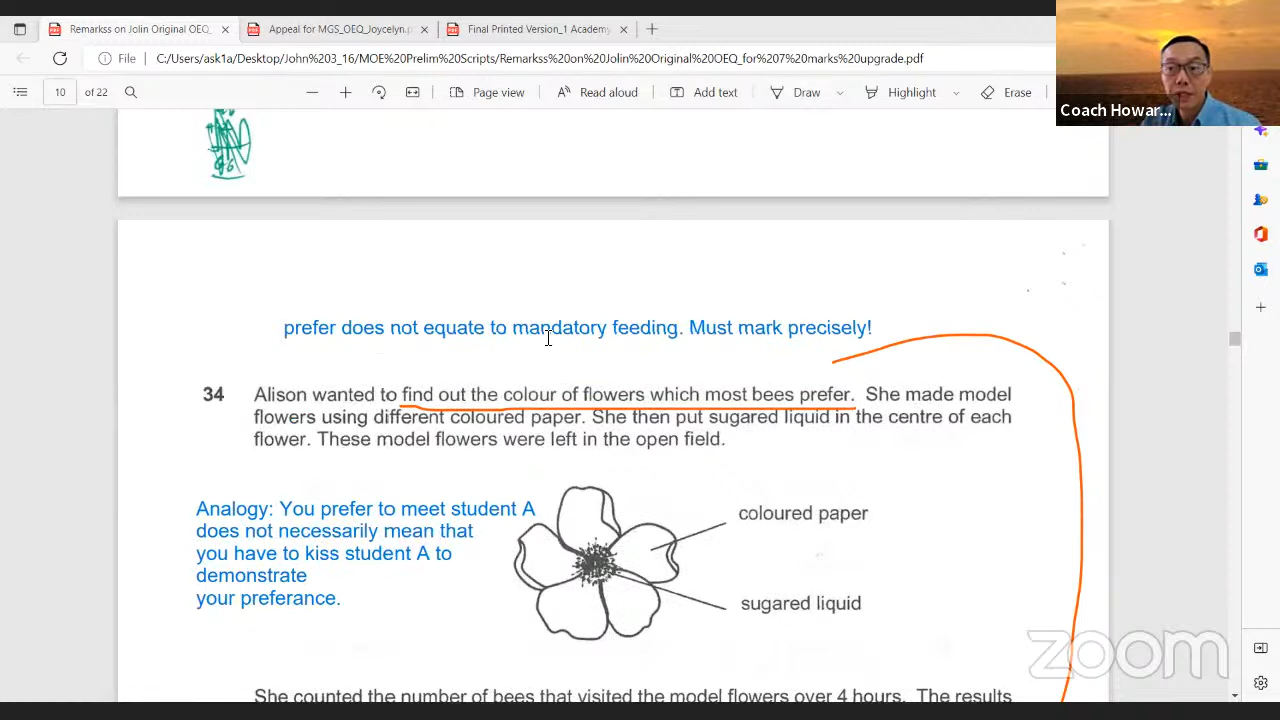 Remarkss on Jolin Original OEQ_
Appeal for MGS_OEQ_Joycelyn.p
Final Printed Version_1 Academy
File
C:/Users/ask1a/Desktop/John%203_16/MOE%20Prelim%20Scripts/Remarkss%20on%20Jolin%20Original%20OEQ_for%207%20marks%20upgrade.pdf
10 of 22
Page view
Read aloud
Add text
Draw
Highlight
Erase
Coach Howar...
prefer does not equate to mandatory feeding. Must mark precisely!
34 Alison wanted to find out the colour of flowers which most bees prefer. She made model
flowers using different coloured paper. She then put sugared liquid in the centre of each
flower. These model flowers were left in the open field.
Analogy: You prefer to meet student A
does not necessarily mean that
you have to kiss student A to
demonstrate
your preferance.
coloured paper
sugared liquid
zoom
She counted the number of bees that visited the model flowers over 4 hours. The results